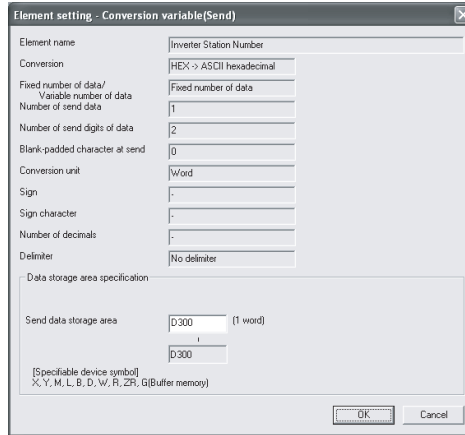 Element setting - Conversion variable(Send)
Element name Inverter Station Number
Conversion HEX -> ASCII hexadecimal
Fixed number of data/
Variable number of data Fixed number of data
Number of send data 1
Number of send digits of data 2
Blank-padded character at send 0
Conversion unit Word
Sign -
Sign character -
Number of decimals -
Delimiter No delimiter
Data storage area specification
Send data storage area D300 (1 word)
D300
[Specifiable device symbol]
X, Y, M, L, B, D, W, R, ZR, G(Buffer memory)
OK Cancel